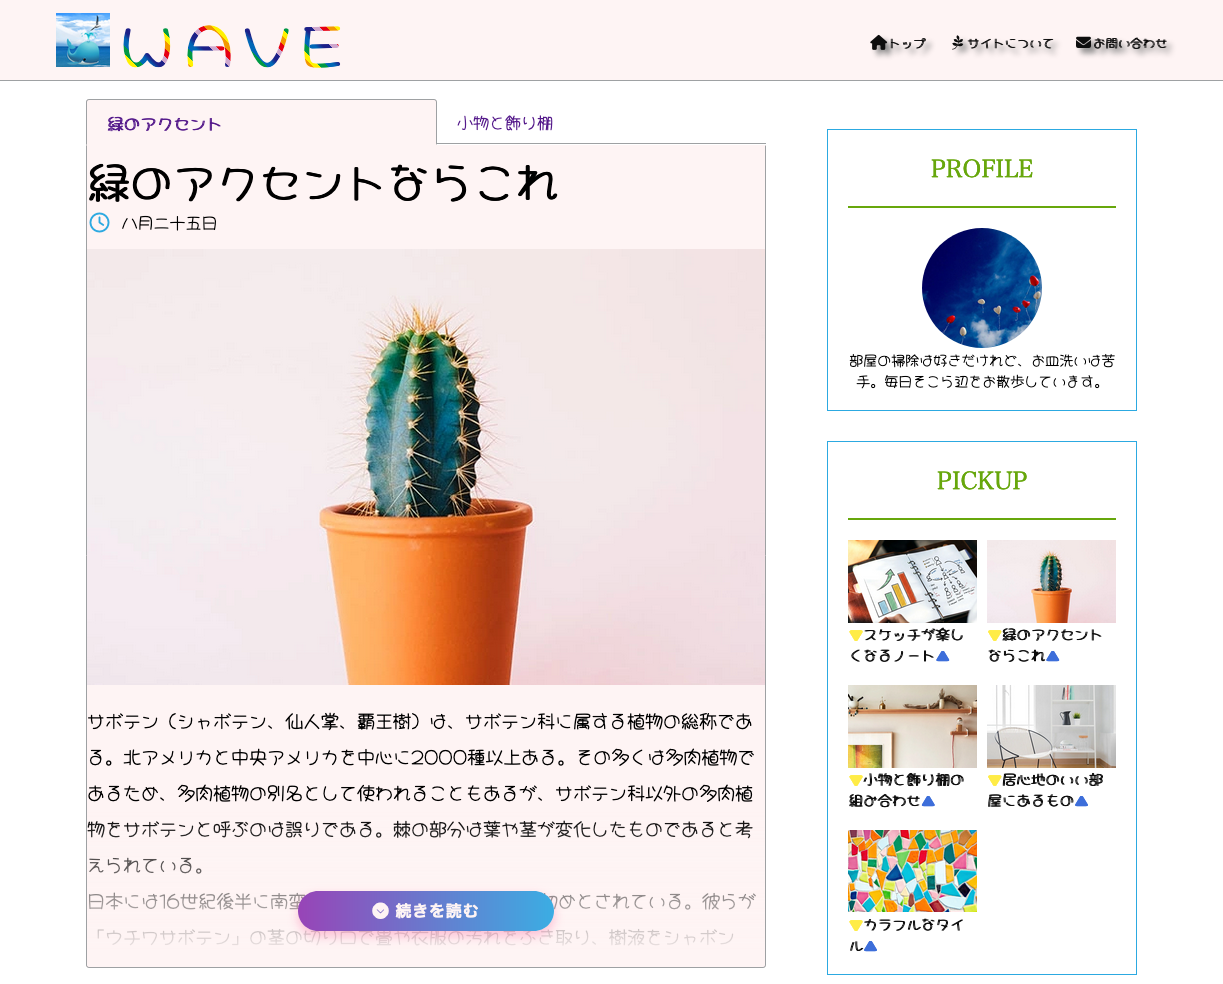 WAVE
トップ
サイトについて
お問い合わせ
緑のアクセント
小物と飾り棚
緑のアクセントならこれ
八月二十五日
サボテン（シャボテン、仙人掌、覇王樹）は、サボテン科に属する植物の総称であ
る。北アメリカと中央アメリカを中心に2000種以上ある。その多くは多肉植物で
あるため、多肉植物の別名として使われることもあるが、サボテン科以外の多肉植
物をサボテンと呼ぶのは誤りである。棘の部分は葉や茎が変化したものであると考
えられている。
日本には16世紀後半に南蛮
初めとされている。彼らが
続きを読む
「ウチワサボテン」の茎の切り口で畳や衣服の汚れをふき取り、樹液をシャボン
PROFILE
部屋の掃除は好きだけれど、お皿洗いは苦
手。毎日そこら辺をお散歩しています。
PICKUP
スケッチが楽し
くなるノート
緑のアクセント
ならこれ
小物と飾り棚の
組み合わせ
居心地のいい部
屋にあるもの
カラフルなタイ
ル